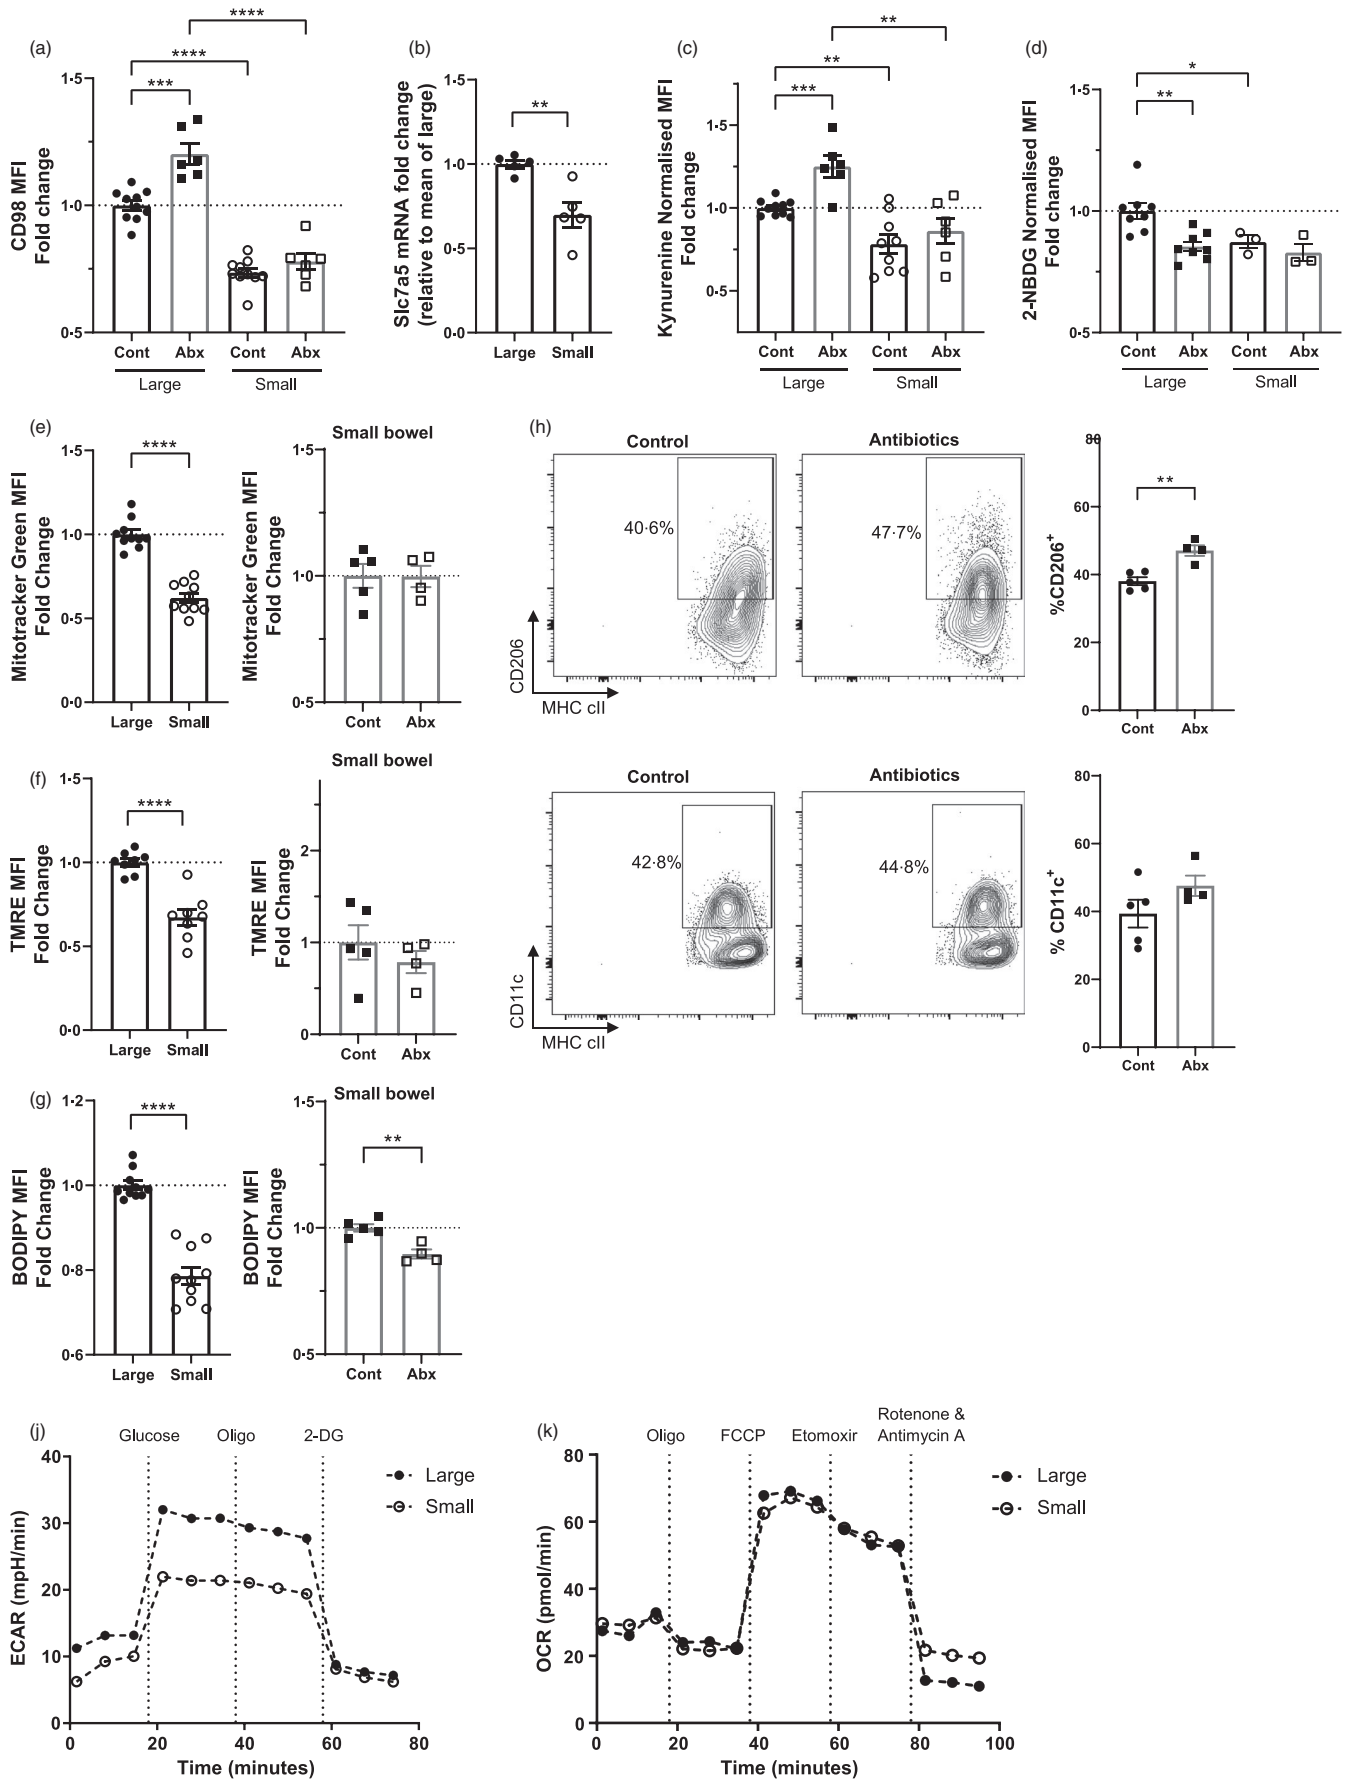 (a)
****
****
***
CD98 MFI
Fold change
1·5
1·0
0·5
Cont Abx Cont Abx
Large Small
(b)
**
Slc7a5 mRNA fold change
(relative to mean of large)
1·5
1·0
0·5
0·0
Large Small
(c)
**
**
***
Kynurenine Normalised MFI
Fold change
1·5
1·0
0·5
Cont Abx Cont Abx
Large Small
(d)
*
**
2-NBDG Normalised MFI
Fold change
1·5
1·0
0·5
Cont Abx Cont Abx
Large Small
(e)
****
Mitotracker Green MFI
Fold Change
1·5
1·0
0·5
0·0
Large Small
Small bowel
Mitotracker Green MFI
Fold Change
1·5
1·0
0·5
Cont Abx
(h)
Control
40·6%
Antibiotics
47·7%
CD206
MHC cII
**
%CD206+
80
60
40
20
0
Cont Abx
(f)
****
TMRE MFI
Fold Change
1·5
1·0
0·5
0·0
Large Small
Small bowel
TMRE MFI
Fold Change
2
1
0
Cont Abx
Control
42·8%
Antibiotics
44·8%
CD11c
MHC cII
% CD11c+
80
60
40
20
0
Cont Abx
(g)
****
BODIPY MFI
Fold Change
1·2
1·0
0·8
0·6
Large Small
Small bowel
**
BODIPY MFI
Fold Change
1·5
1·0
0·5
Cont Abx
(j)
Glucose Oligo 2-DG
Large
Small
ECAR (mpH/min)
40
30
20
10
0
0 20 40 60 80
Time (minutes)
(k)
Oligo FCCP Etomoxir Rotenone &
Antimycin A
Large
Small
OCR (pmol/min)
80
60
40
20
0
0 20 40 60 80 100
Time (minutes)